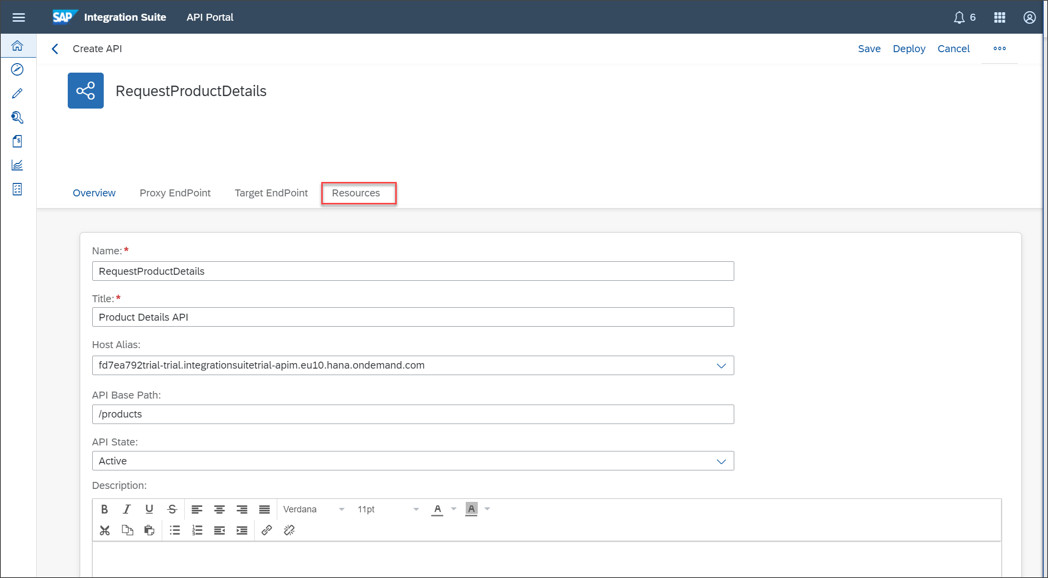 SAP Integration Suite API Portal 6
Create API Save Deploy Cancel
RequestProductDetails
Overview Proxy EndPoint Target EndPoint Resources
Name:*
RequestProductDetails
Title:*
Product Details API
Host Alias:
fd7ea792trial-trial.integrationsuitetrial-apim.eu10.hana.ondemand.com
API Base Path:
/products
API State:
Active
Description:
B I U S Verdana 11pt A A